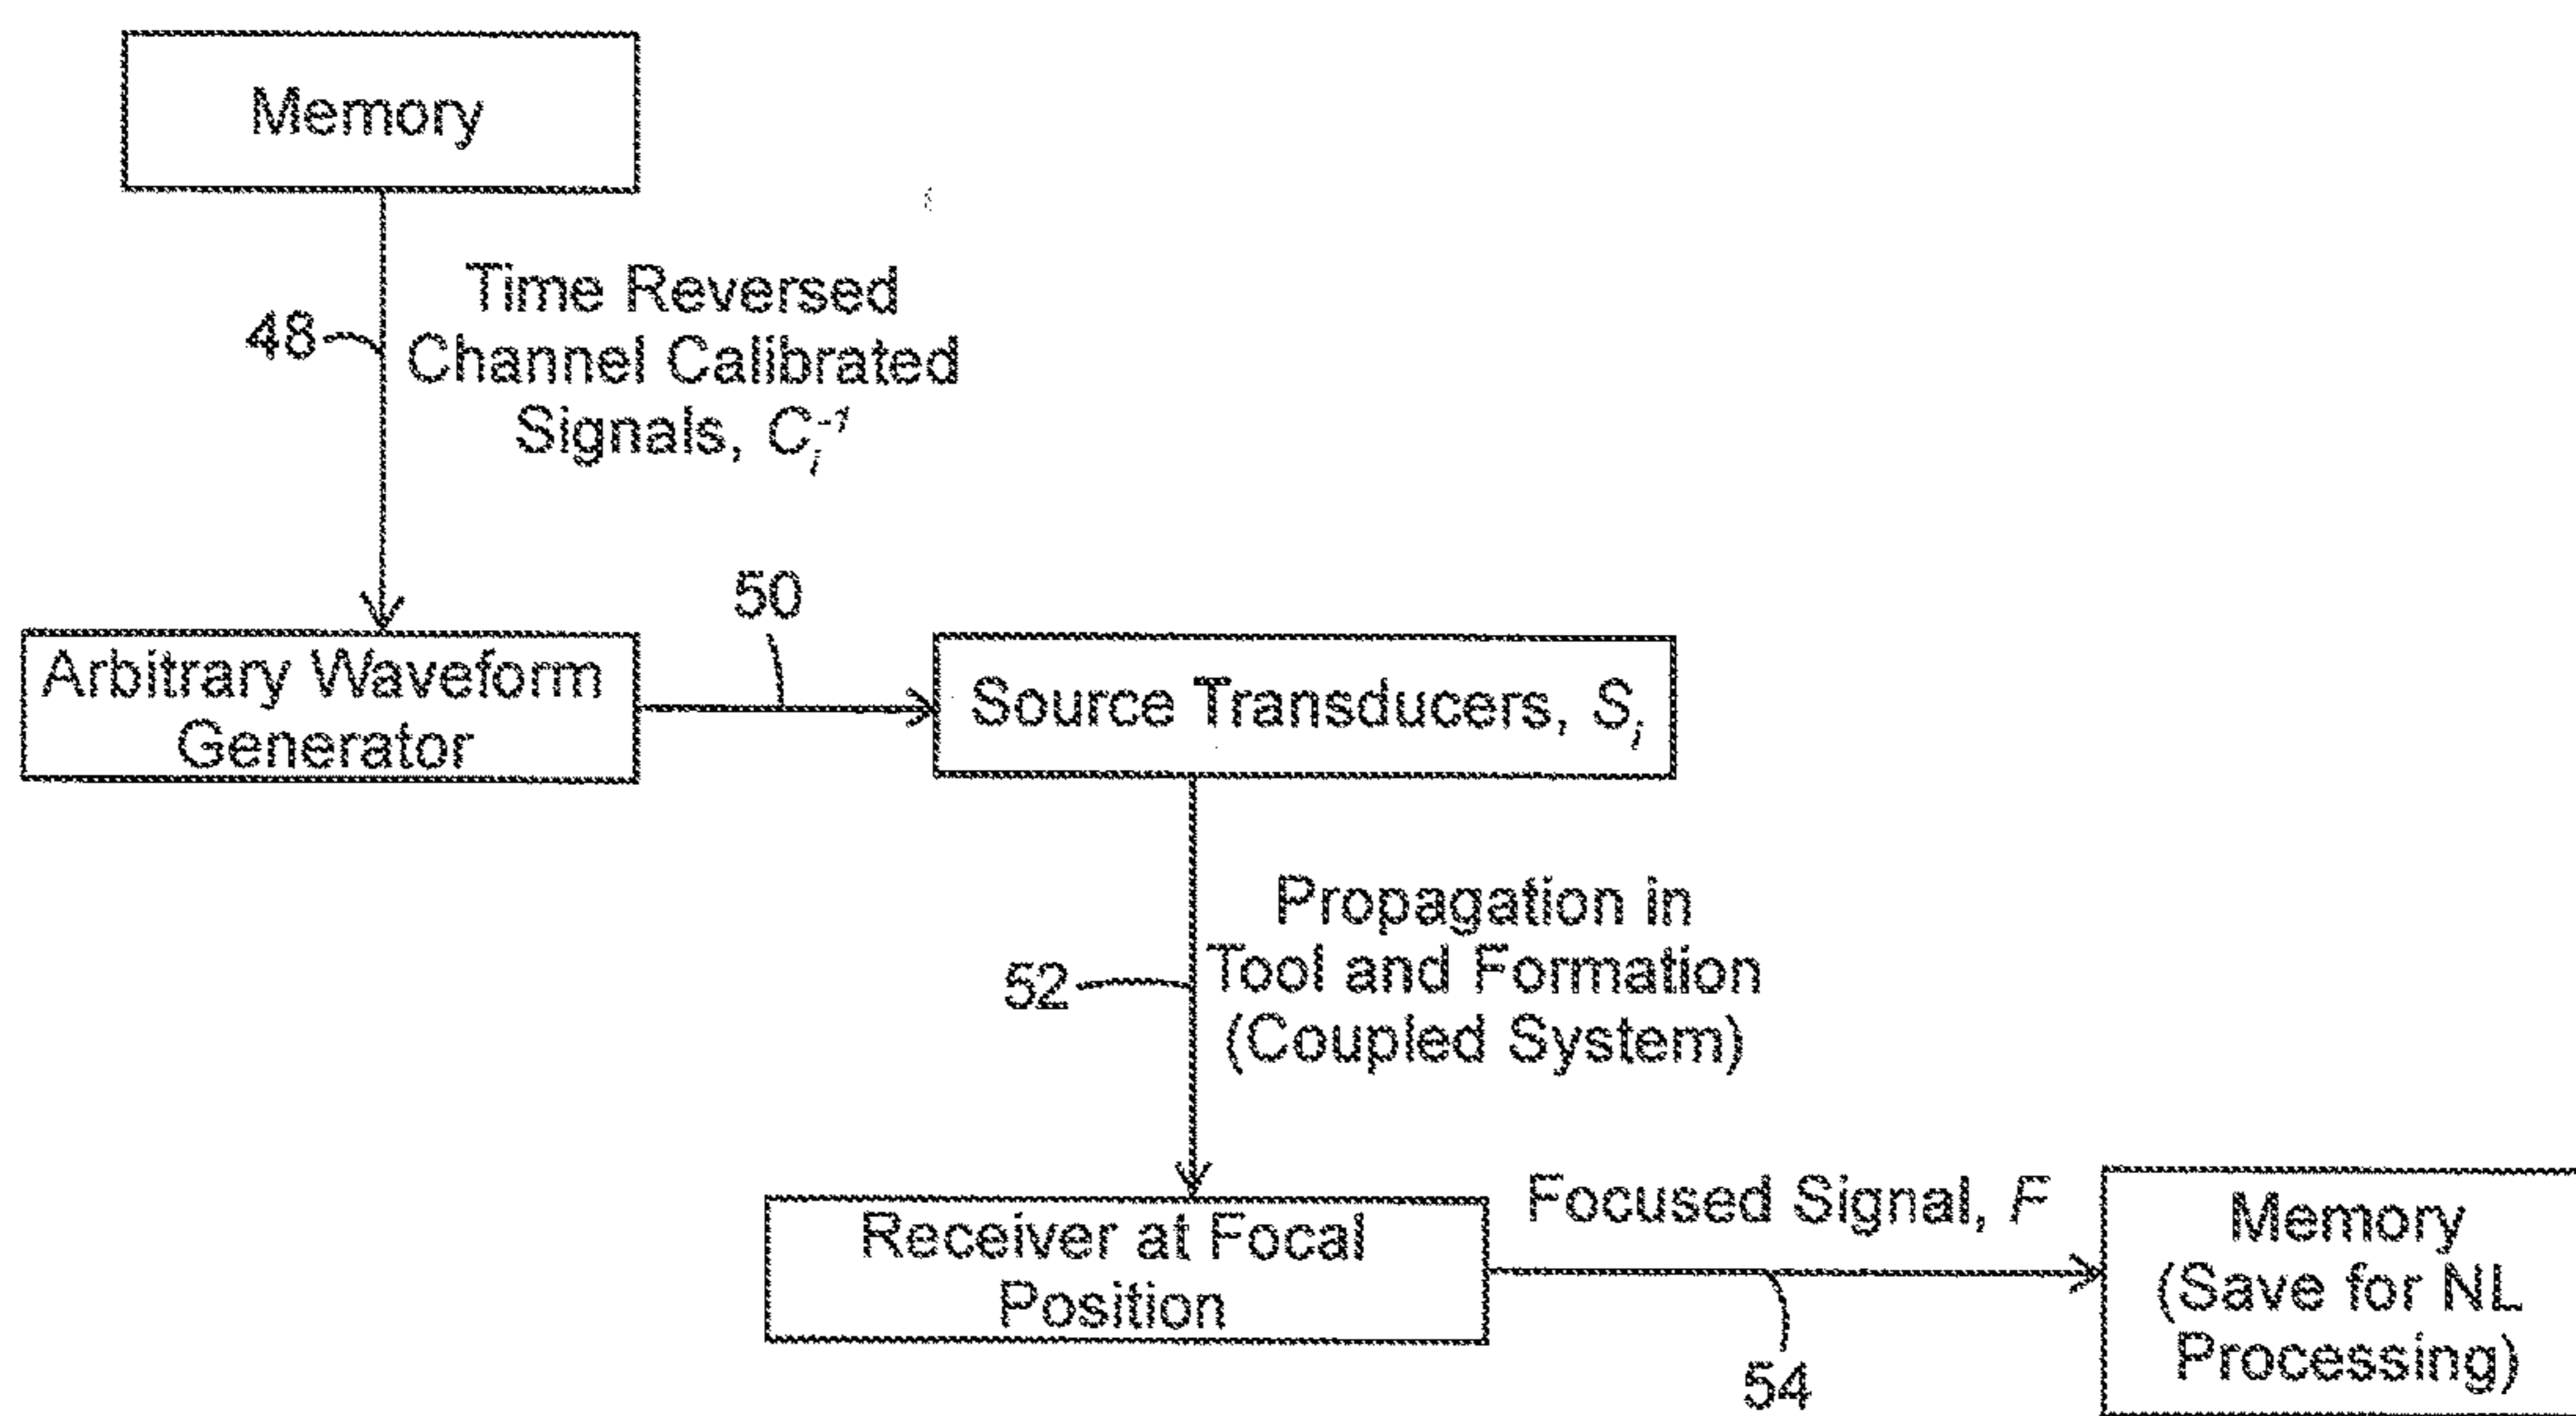 Memory
Time Reversed
48
Channel Calibrated
Signals, C_i^{-1}
50
Arbitrary Waveform
Generator
Source Transducers, S_i
Propagation in
52
Tool and Formation
(Coupled System)
Receiver at Focal
Position
Focused Signal, F
54
Memory
(Save for NL
Processing)